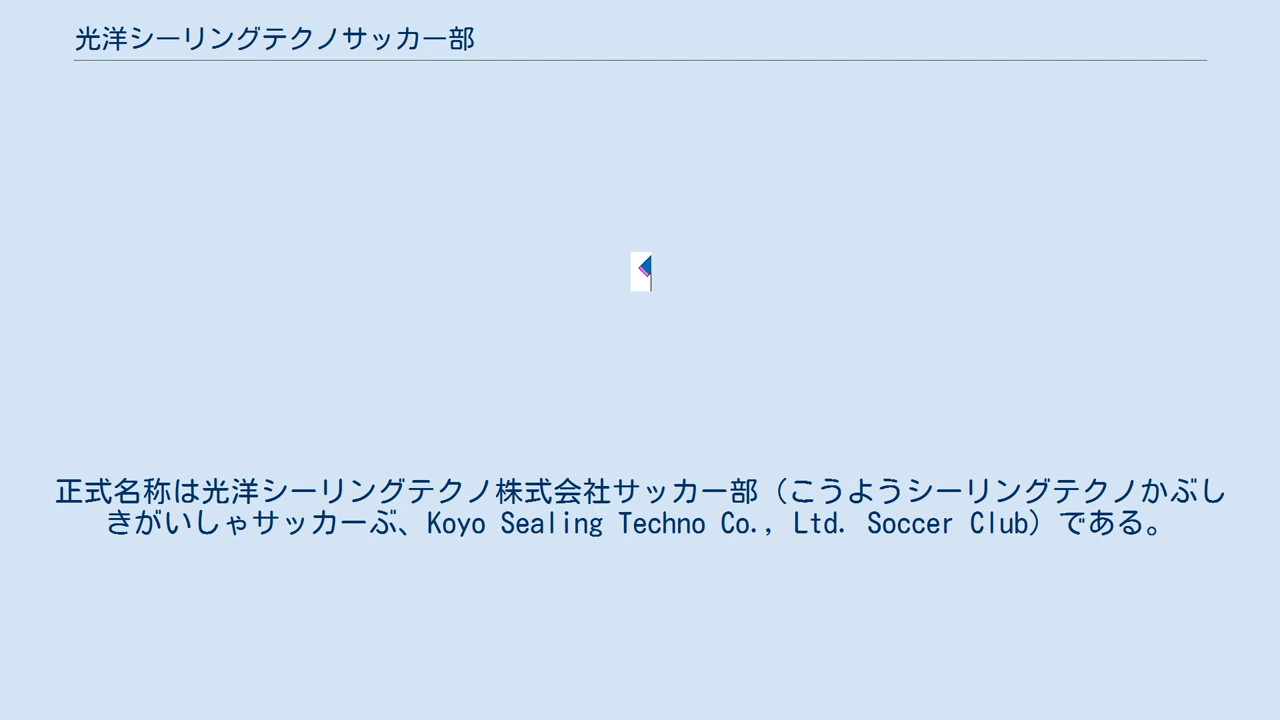 光洋シーリングテクノサッカー部
正式名称は光洋シーリングテクノ株式会社サッカー部（こうようシーリングテクノかぶし
きがいしゃサッカーぶ、Koyo Sealing Techno Co., Ltd. Soccer Club）である。